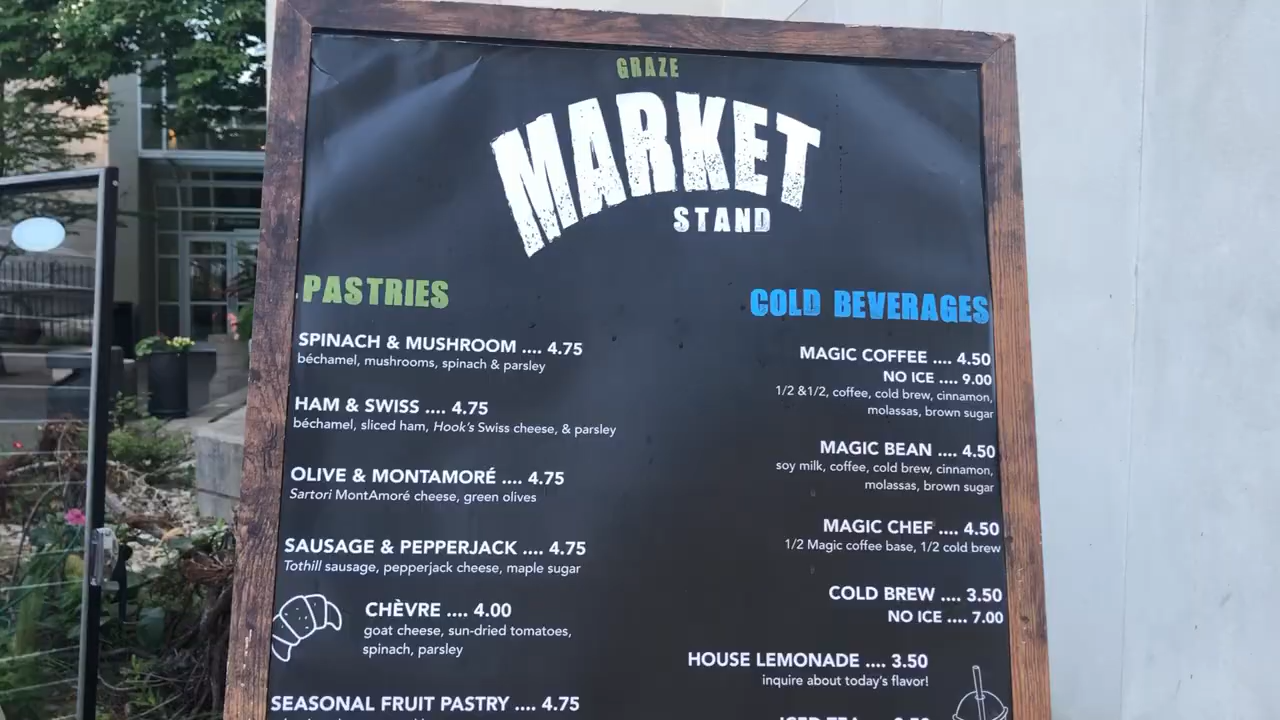 GRAZE
MARKET
STAND
PASTRIES
SPINACH & MUSHROOM .... 4.75
béchamel, mushrooms, spinach & parsley
HAM & SWISS .... 4.75
béchamel, sliced ham, Hook's Swiss cheese, & parsley
OLIVE & MONTAMORÉ .... 4.75
Sartori MontAmoré cheese, green olives
SAUSAGE & PEPPERJACK .... 4.75
Tothill sausage, pepperjack cheese, maple sugar
CHÈVRE .... 4.00
goat cheese, sun-dried tomatoes,
spinach, parsley
SEASONAL FRUIT PASTRY .... 4.75
COLD BEVERAGES
MAGIC COFFEE .... 4.50
NO ICE .... 9.00
1/2 &1/2, coffee, cold brew, cinnamon,
molassas, brown sugar
MAGIC BEAN .... 4.50
soy milk, coffee, cold brew, cinnamon,
molassas, brown sugar
MAGIC CHEF .... 4.50
1/2 Magic coffee base, 1/2 cold brew
COLD BREW .... 3.50
NO ICE .... 7.00
HOUSE LEMONADE .... 3.50
inquire about today's flavor!
ICED TEA ....